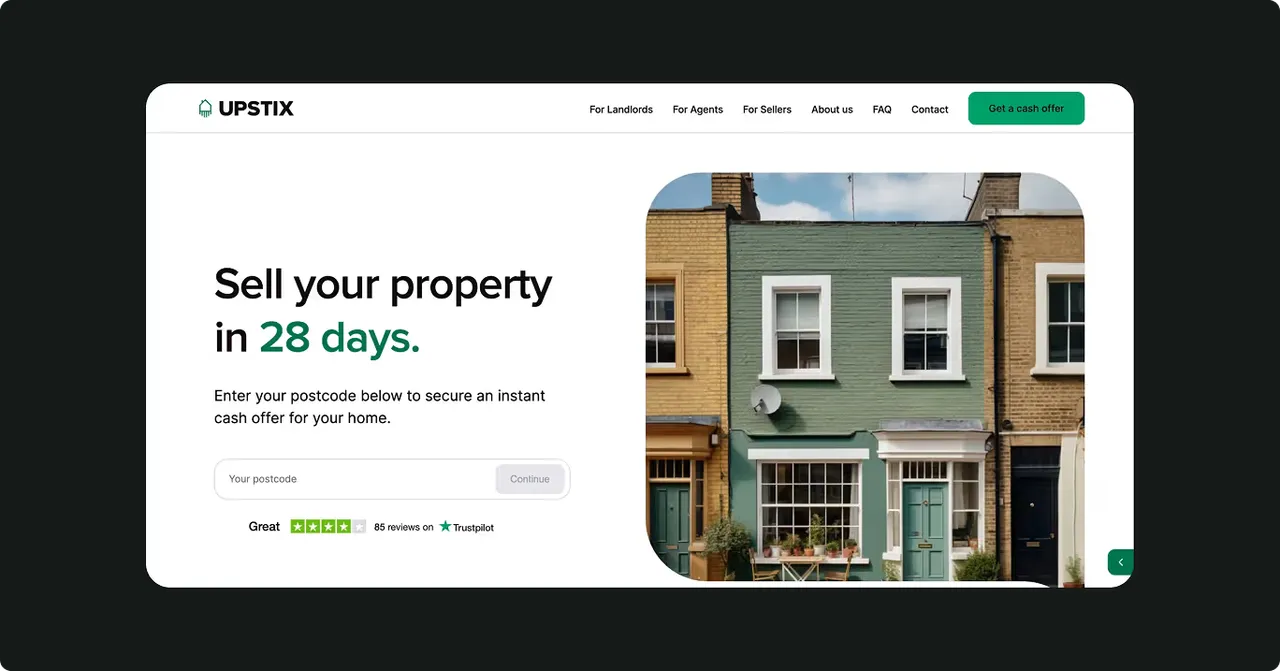 UPSTIX
For Landlords For Agents For Sellers About us FAQ Contact Get a cash offer
Sell your property
in 28 days.
Enter your postcode below to secure an instant
cash offer for your home.
Your postcode Continue
Great 85 reviews on Trustpilot